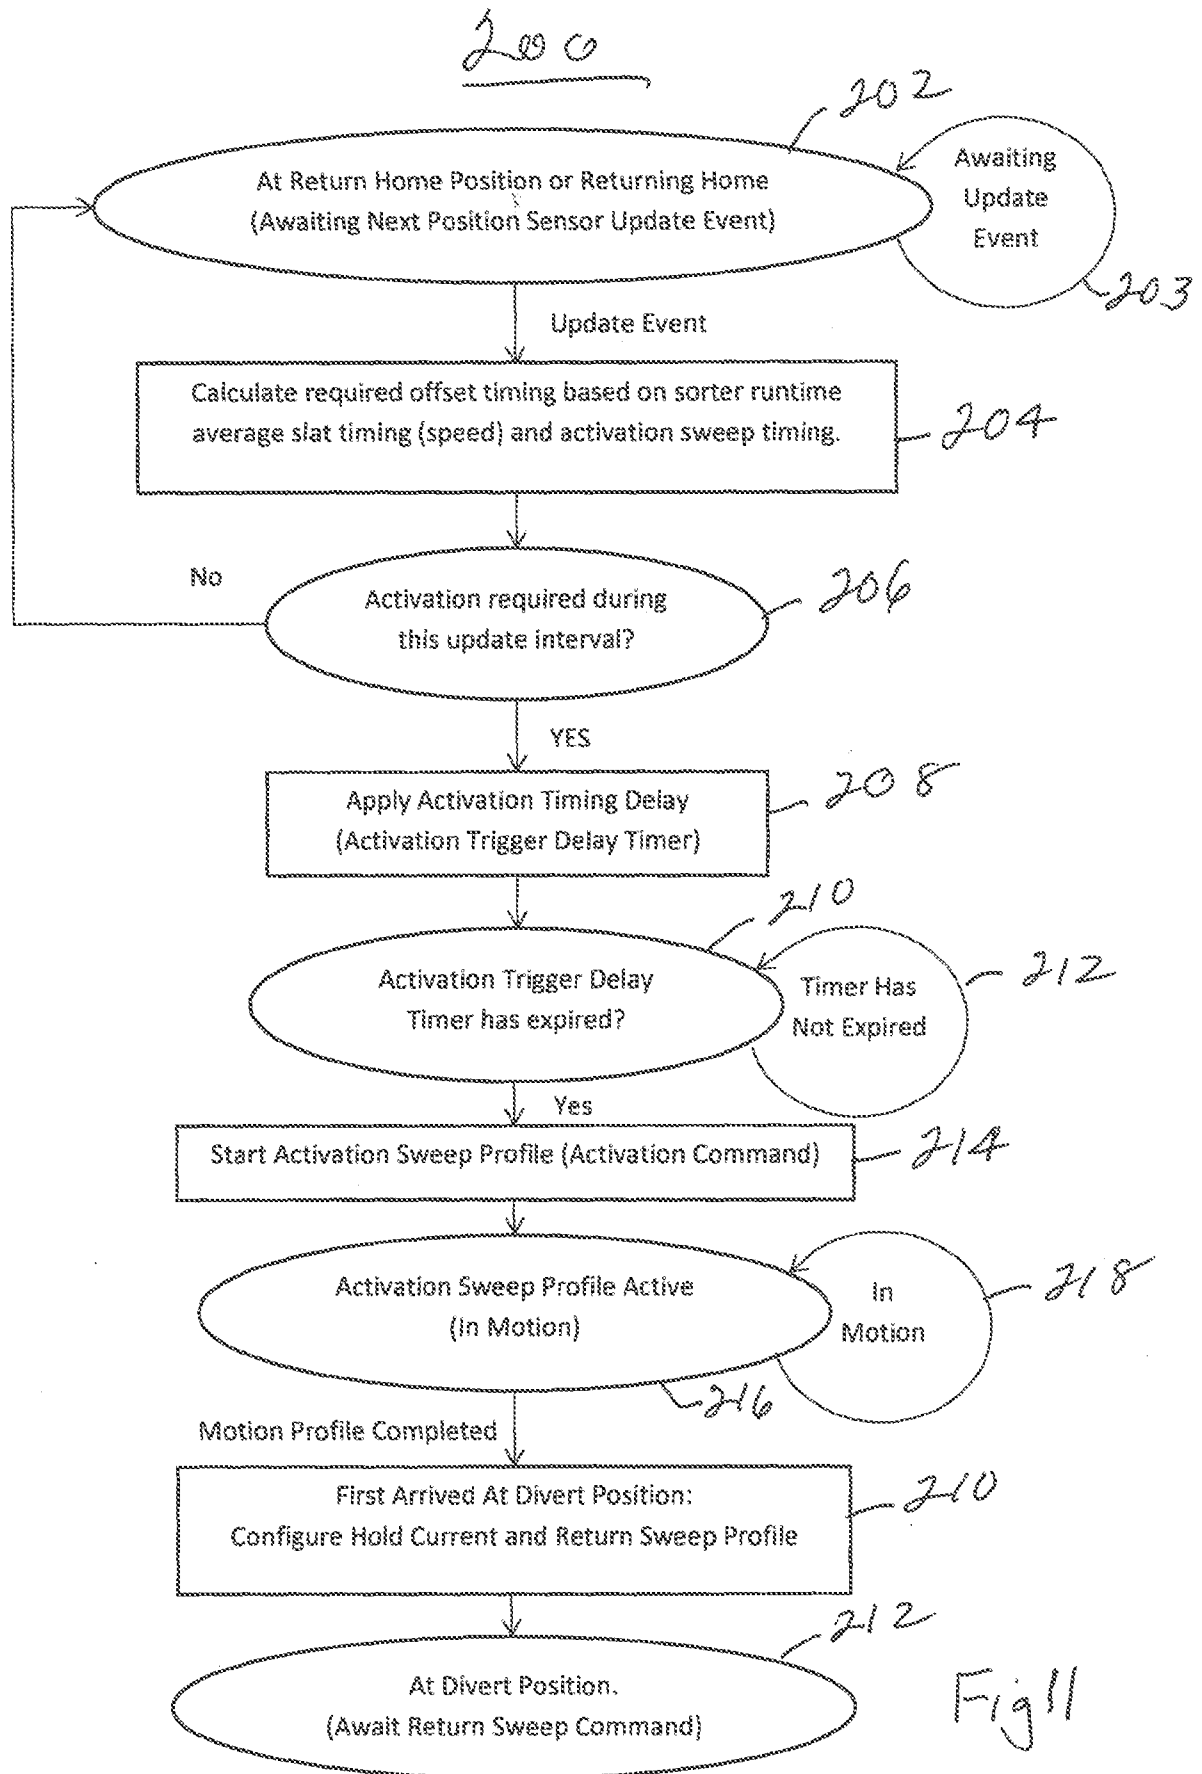 200
202
At Return Home Position or Returning Home
(Awaiting Next Position Sensor Update Event)
Awaiting
Update
Event
203
Update Event
Calculate required offset timing based on sorter runtime
average slat timing (speed) and activation sweep timing.
204
No
Activation required during
this update interval?
206
YES
Apply Activation Timing Delay
(Activation Trigger Delay Timer)
208
210
Activation Trigger Delay
Timer has expired?
Timer Has
Not Expired
212
Yes
Start Activation Sweep Profile (Activation Command)
214
Activation Sweep Profile Active
(In Motion)
In
Motion
218
216
Motion Profile Completed
First Arrived At Divert Position:
Configure Hold Current and Return Sweep Profile
210
212
At Divert Position.
(Await Return Sweep Command)
Fig 11